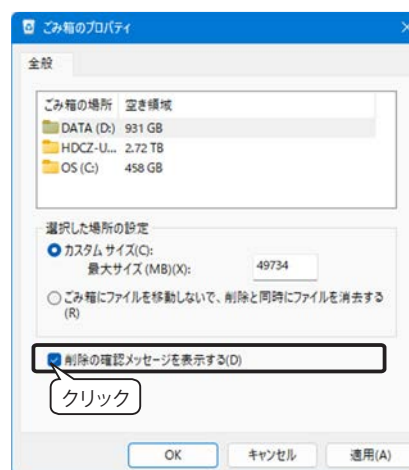 ごみ箱のプロパティ
全般
ごみ箱の場所 空き領域
DATA (D:) 931 GB
HDCZ-U... 2.72 TB
OS (C:) 458 GB
選択した場所の設定
カスタム サイズ(C):
最大サイズ (MB)(X): 49734
ごみ箱にファイルを移動しないで、削除と同時にファイルを消去する
(R)
削除の確認メッセージを表示する(D)
クリック
OK キャンセル 適用(A)